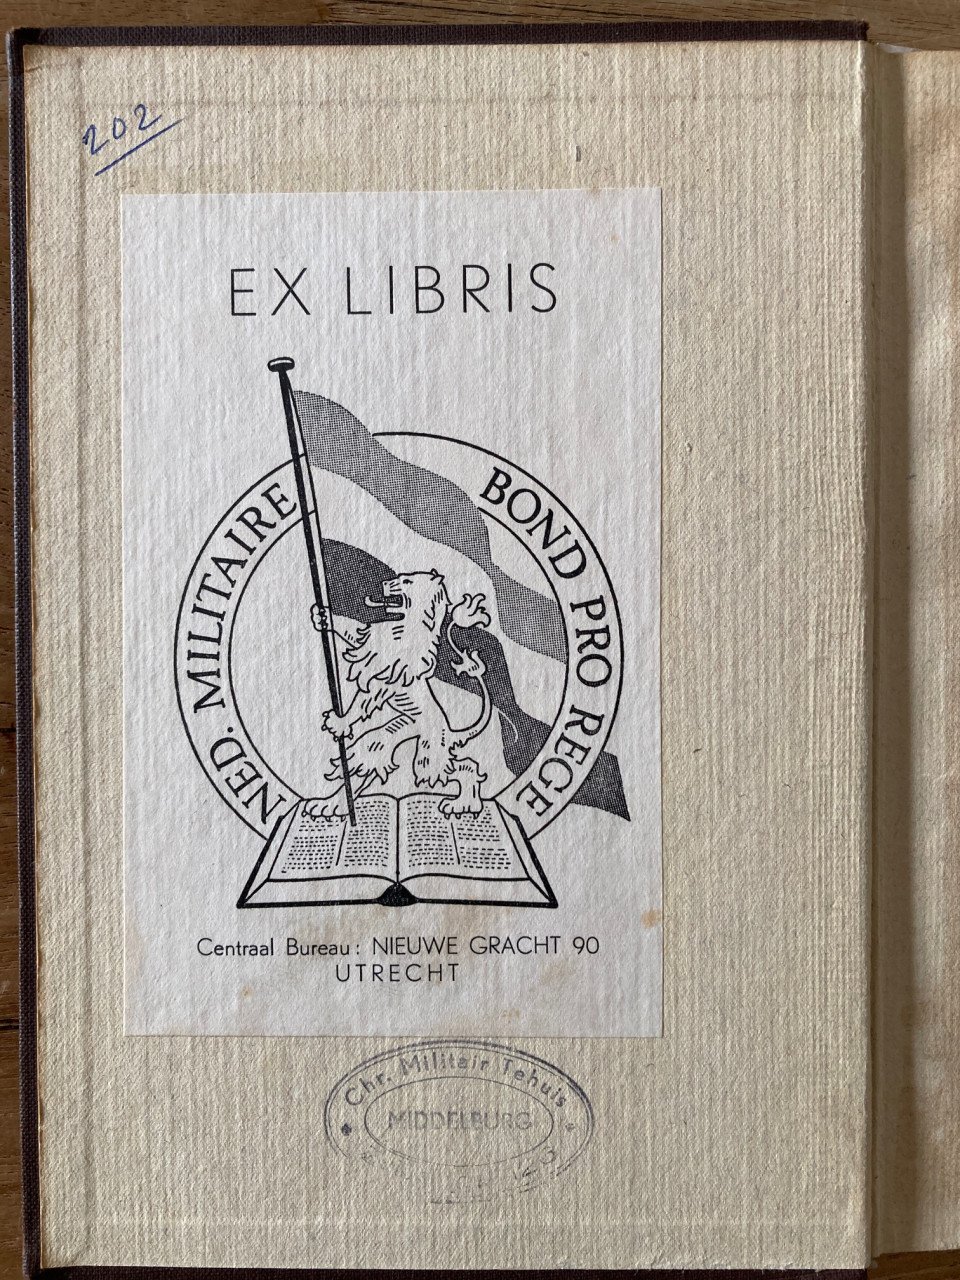 202
EX LIBRIS
NED. MILITAIRE BOND PRO REGE
Centraal Bureau: NIEUWE GRACHT 90
UTRECHT
Chr. Militair Tehuis
MIDDELBURG